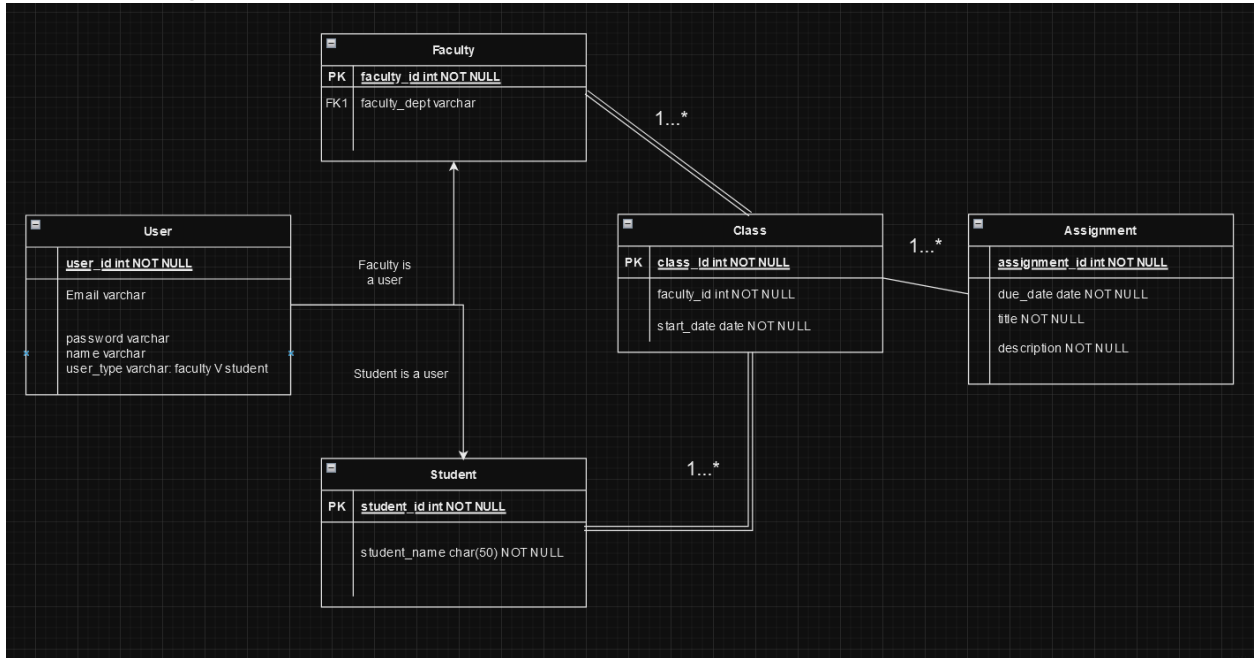 Faculty
PK faculty_id int NOT NULL
FK1 faculty_dept varchar
1...*
User
user_id int NOT NULL
Email varchar
password varchar
name varchar
user_type varchar: faculty V student
Faculty is
a user
Student is a user
Class
PK class_Id int NOT NULL
faculty_id int NOT NULL
start_date date NOT NULL
1...*
Assignment
assignment_id int NOT NULL
due_date date NOT NULL
title NOT NULL
description NOT NULL
1...*
Student
PK student_id int NOT NULL
student_name char(50) NOT NULL